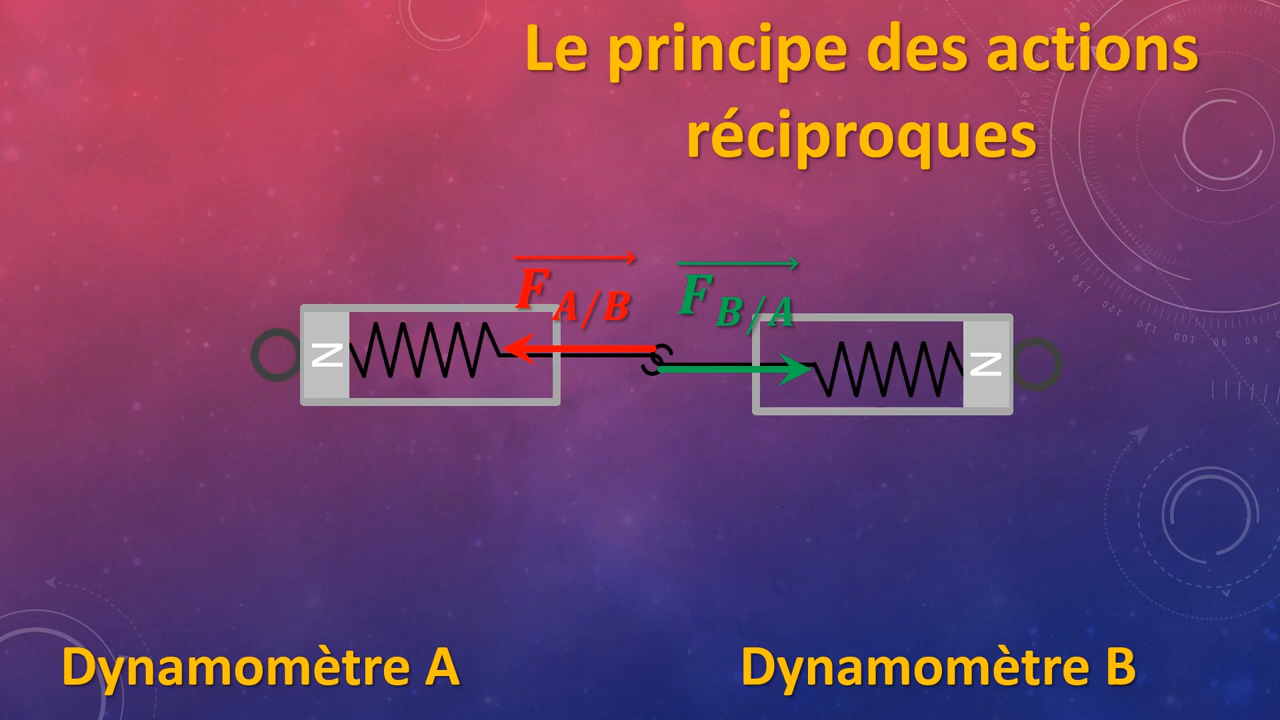 Le principe des actions
réciproques
F A/B
F B/A
N
N
Dynamomètre A
Dynamomètre B